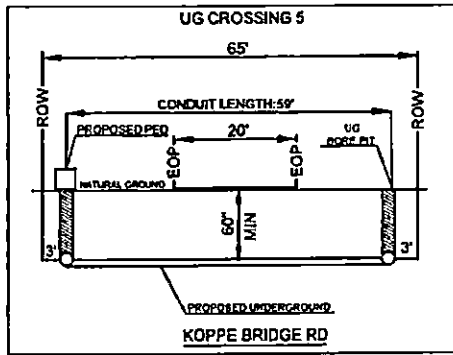 UG CROSSING 5
65'
ROW
ROW
CONDUIT LENGTH:59'
PROPOSED PED
20'
UG
BORE PIT
EOP
EOP
NATURAL GROUND
60"
MIN
3'
3'
PROPOSED UNDERGROUND
KOPPE BRIDGE RD